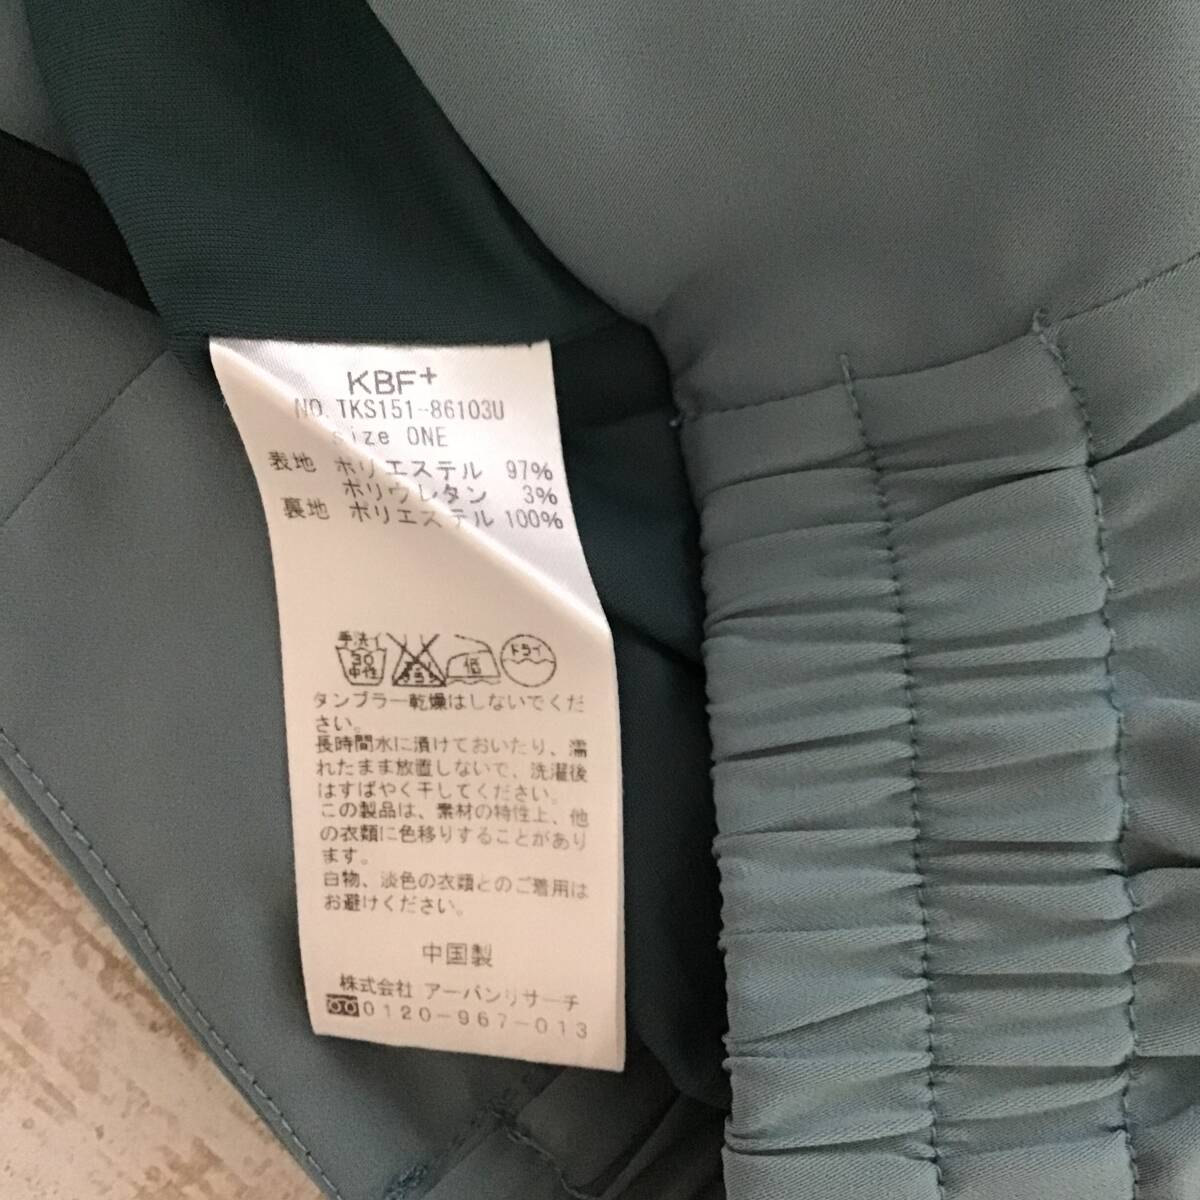 KBF+
NO. TKS151-86103U
size ONE
表地 ポリエステル 97%
ポリウレタン 3%
裏地 ポリエステル 100%
手洗イ
30
中性
エンソサラシ
低
ドライ
タンブラー乾燥はしないでくだ
さい。
長時間水に漬けておいたり、濡
れたまま放置しないで、洗濯後
はすばやく干してください。
この製品は、素材の特性上、他
の衣類に色移りすることがあり
ます。
白物、淡色の衣類とのご着用は
お避けください。
中国製
株式会社 アーバンリサーチ
0120-967-013